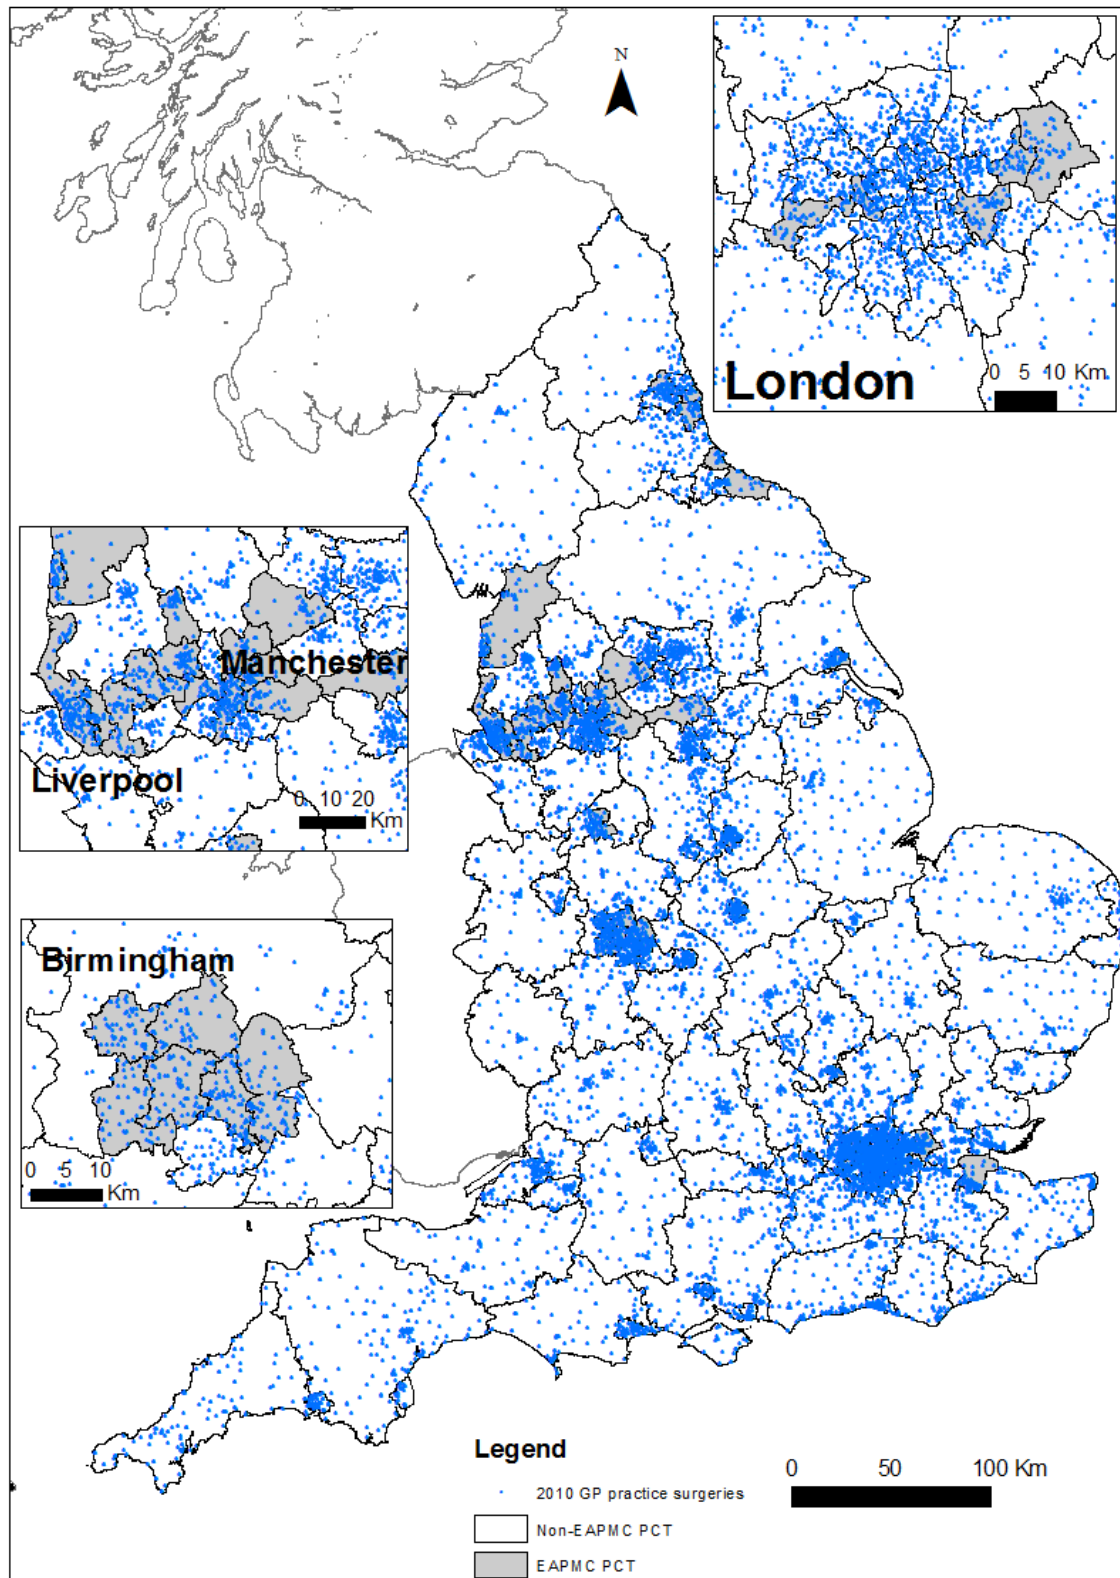 N
London
0 5 10 Km
Manchester
Liverpool
0 10 20
Km
Birmingham
0 5 10
Km
Legend
2010 GP practice surgeries
Non-EAPMC PCT
EAPMC PCT
0 50 100 Km